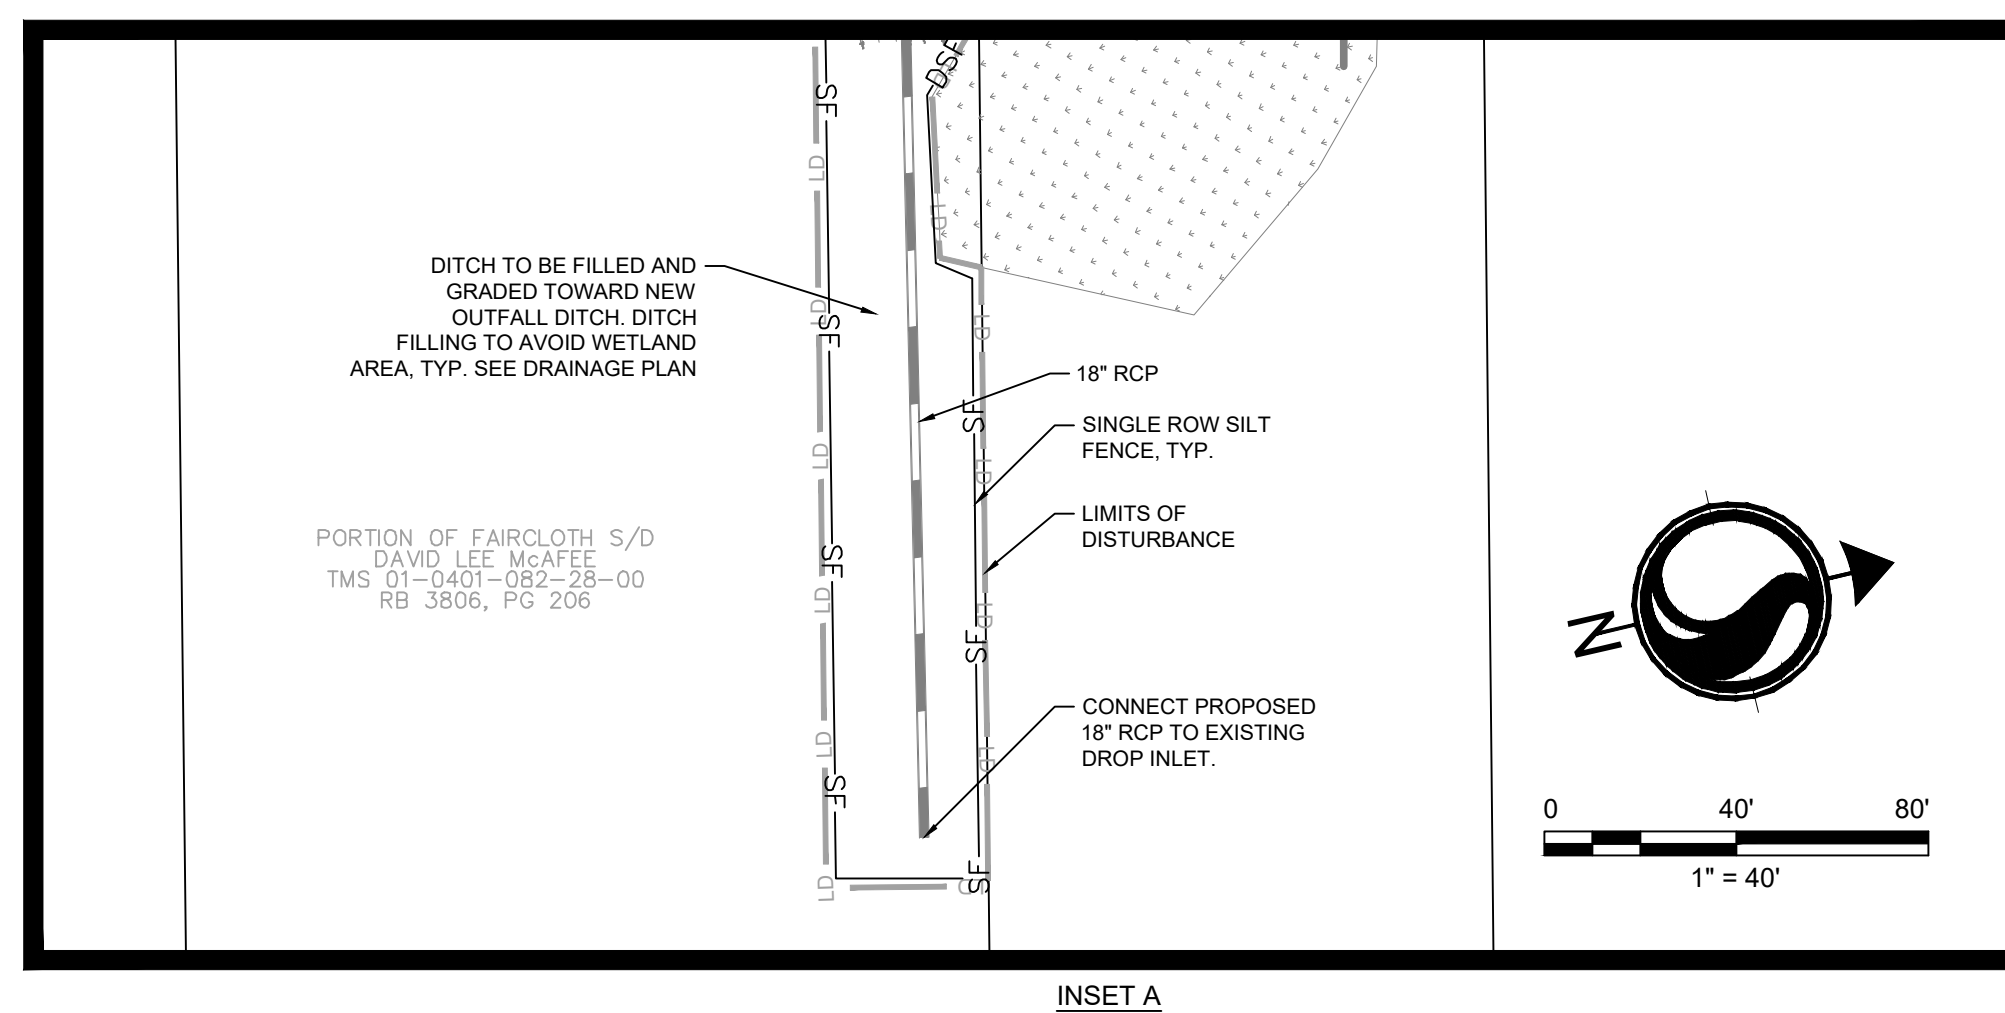 DSF
SF
LD
LD
DITCH TO BE FILLED AND
GRADED TOWARD NEW
OUTFALL DITCH. DITCH
FILLING TO AVOID WETLAND
AREA, TYP. SEE DRAINAGE PLAN
LD
SF
LD
18" RCP
SF
SINGLE ROW SILT
FENCE, TYP.
LD
LD
LIMITS OF
DISTURBANCE
PORTION OF FAIRCLOTH S/D
DAVID LEE McAFEE
TMS 01-0401-082-28-00
RB 3806, PG 206
SF
LD
LD
SF
N
CONNECT PROPOSED
18" RCP TO EXISTING
DROP INLET.
LD
LD
SF
0 40' 80'
1" = 40'
LD
SF
INSET A